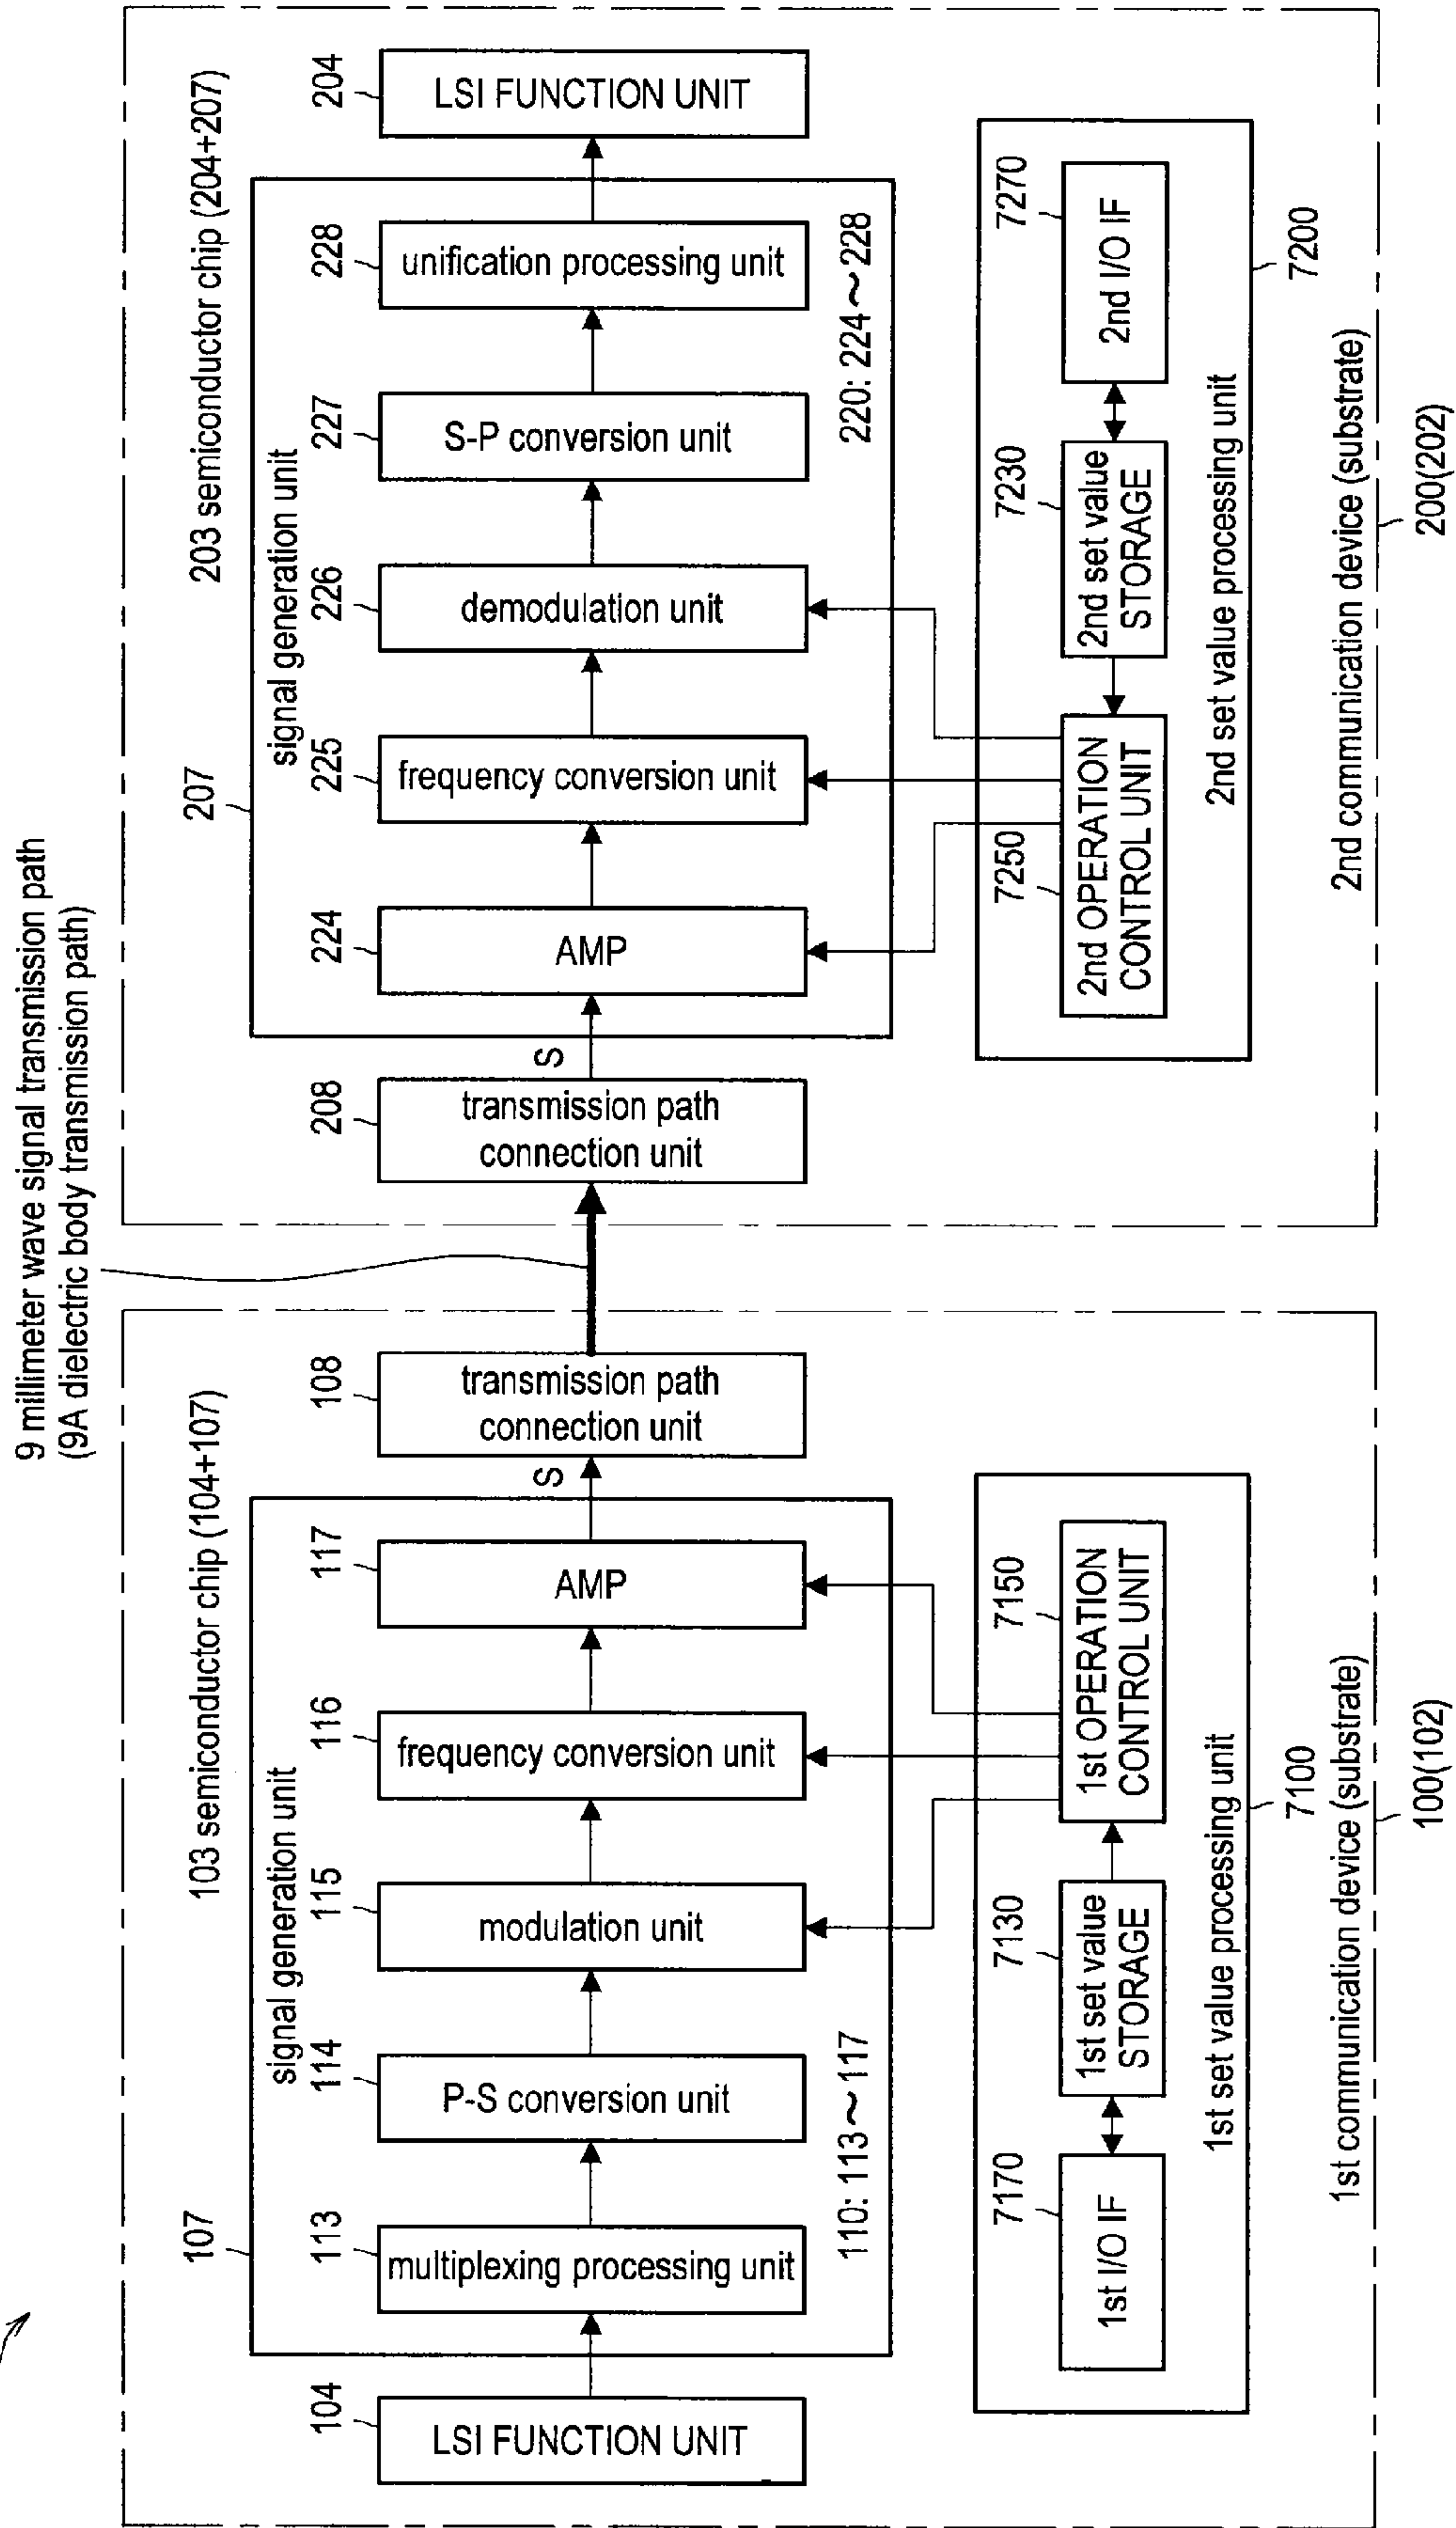 9 millimeter wave signal transmission path
(9A dielectric body transmission path)
103 semiconductor chip (104+107)
107
signal generation unit
104
LSI FUNCTION UNIT
113
multiplexing processing unit
114
P-S conversion unit
115
modulation unit
116
frequency conversion unit
117
AMP
110: 113~117
S
108
transmission path
connection unit
7170
1st I/O IF
7130
1st set value
STORAGE
7150
1st OPERATION
CONTROL UNIT
1st set value processing unit
7100
1st communication device (substrate)
100(102)
203 semiconductor chip (204+207)
207
signal generation unit
208
transmission path
connection unit
S
224
AMP
225
frequency conversion unit
226
demodulation unit
227
S-P conversion unit
228
unification processing unit
220: 224~228
204
LSI FUNCTION UNIT
7250
2nd OPERATION
CONTROL UNIT
7230
2nd set value
STORAGE
7270
2nd I/O IF
2nd set value processing unit
7200
2nd communication device (substrate)
200(202)